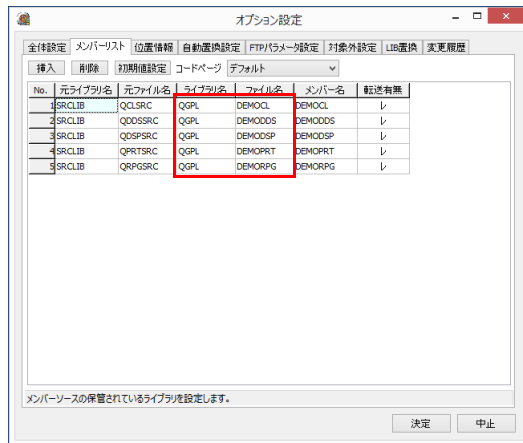 オプション設定
全体設定 メンバーリスト 位置情報 自動置換設定 FTPパラメータ設定 対象外設定 LIB置換 変更履歴
挿入 削除 初期値設定 コードページ デフォルト
No. 元ライブラリ名 元ファイル名 ライブラリ名 ファイル名 メンバー名 転送有無
1 SRCLIB QCLSRC QGPL DEMOCL DEMOCL レ
2 SRCLIB QDDSSRC QGPL DEMODDS DEMODDS レ
3 SRCLIB QDSPSRC QGPL DEMODSP DEMODSP レ
4 SRCLIB QPRTSRC QGPL DEMOPRT DEMOPRT レ
5 SRCLIB QRPGSRC QGPL DEMORPG DEMORPG レ
メンバーソースの保管されているライブラリを設定します。
決定 中止